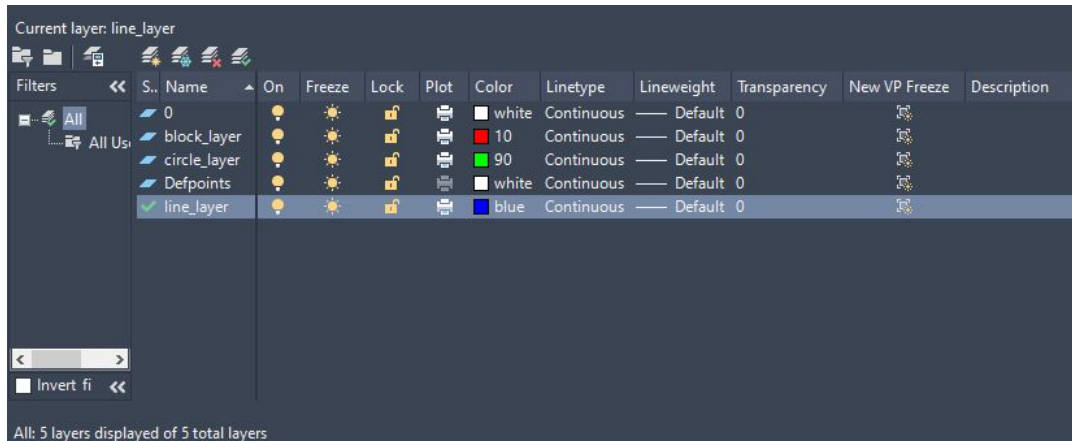 Current layer: line_layer
Filters S.. Name On Freeze Lock Plot Color Linetype Lineweight Transparency New VP Freeze Description
All 0 white Continuous Default 0
All Us block_layer 10 Continuous Default 0
circle_layer 90 Continuous Default 0
Defpoints white Continuous Default 0
line_layer blue Continuous Default 0
Invert fi
All: 5 layers displayed of 5 total layers